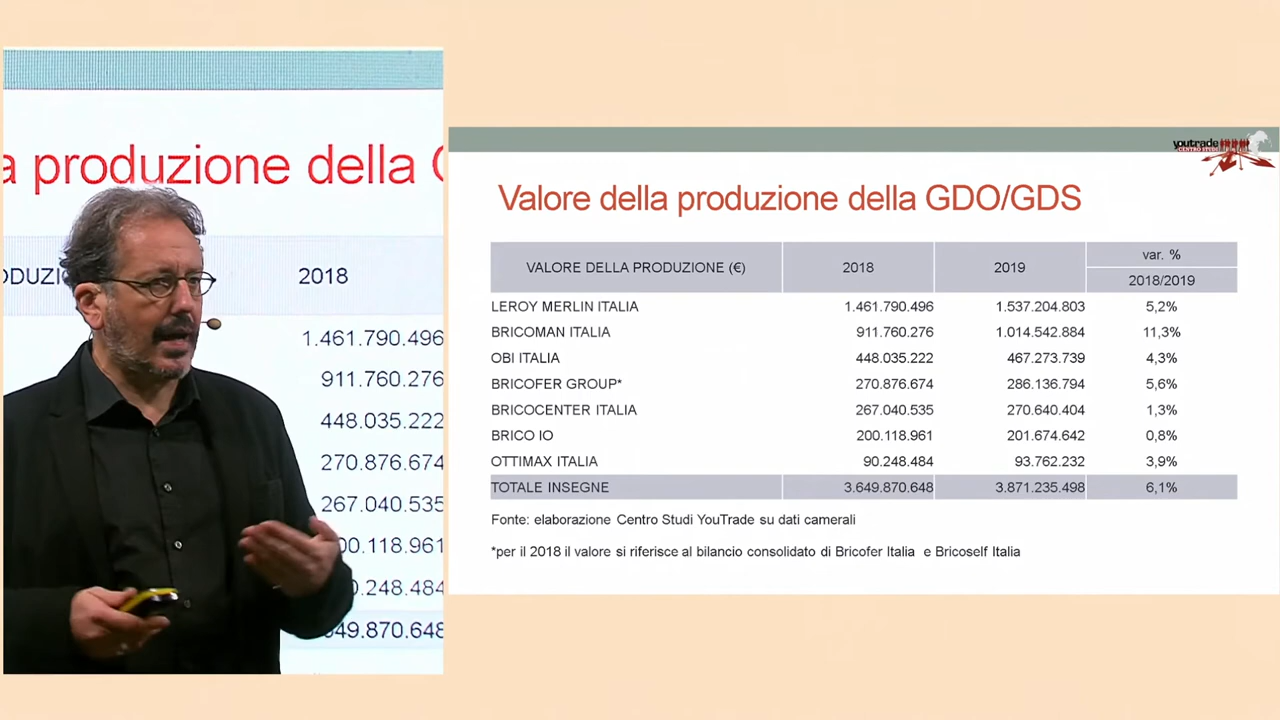 a produzione della
ODUZIO
2018
1.461.790.496
911.760.276
448.035.222
270.876.674
267.040.535
00.118.961
0.248.484
649.870.648
youtrade
CENTRO STUDI
Valore della produzione della GDO/GDS
VALORE DELLA PRODUZIONE (€) 2018 2019 var. %
2018/2019
LEROY MERLIN ITALIA 1.461.790.496 1.537.204.803 5,2%
BRICOMAN ITALIA 911.760.276 1.014.542.884 11,3%
OBI ITALIA 448.035.222 467.273.739 4,3%
BRICOFER GROUP* 270.876.674 286.136.794 5,6%
BRICOCENTER ITALIA 267.040.535 270.640.404 1,3%
BRICO IO 200.118.961 201.674.642 0,8%
OTTIMAX ITALIA 90.248.484 93.762.232 3,9%
TOTALE INSEGNE 3.649.870.648 3.871.235.498 6,1%
Fonte: elaborazione Centro Studi YouTrade su dati camerali
*per il 2018 il valore si riferisce al bilancio consolidato di Bricofer Italia e Bricoself Italia